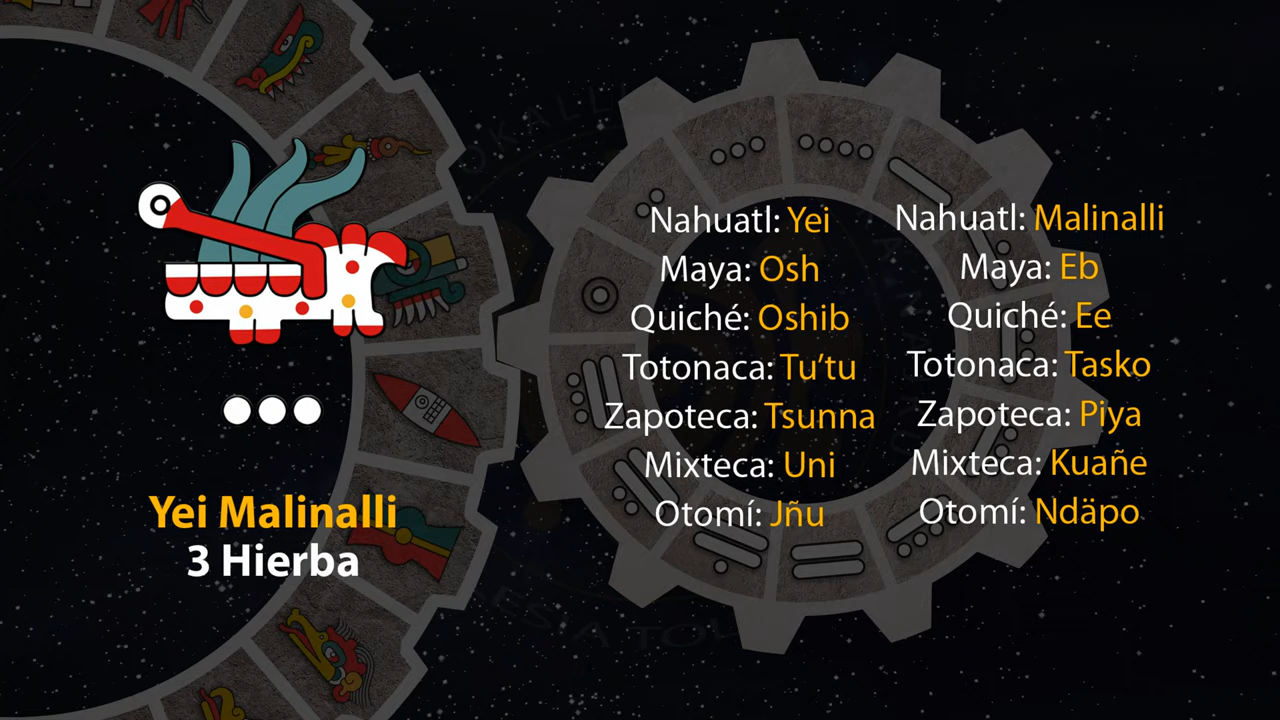 Yei Malinalli
3 Hierba
Nahuatl: Yei
Maya: Osh
Quiché: Oshib
Totonaca: Tu’tu
Zapoteca: Tsunna
Mixteca: Uni
Otomí: Jñu
Nahuatl: Malinalli
Maya: Eb
Quiché: Ee
Totonaca: Tasko
Zapoteca: Piya
Mixteca: Kuañe
Otomí: Ndäpo